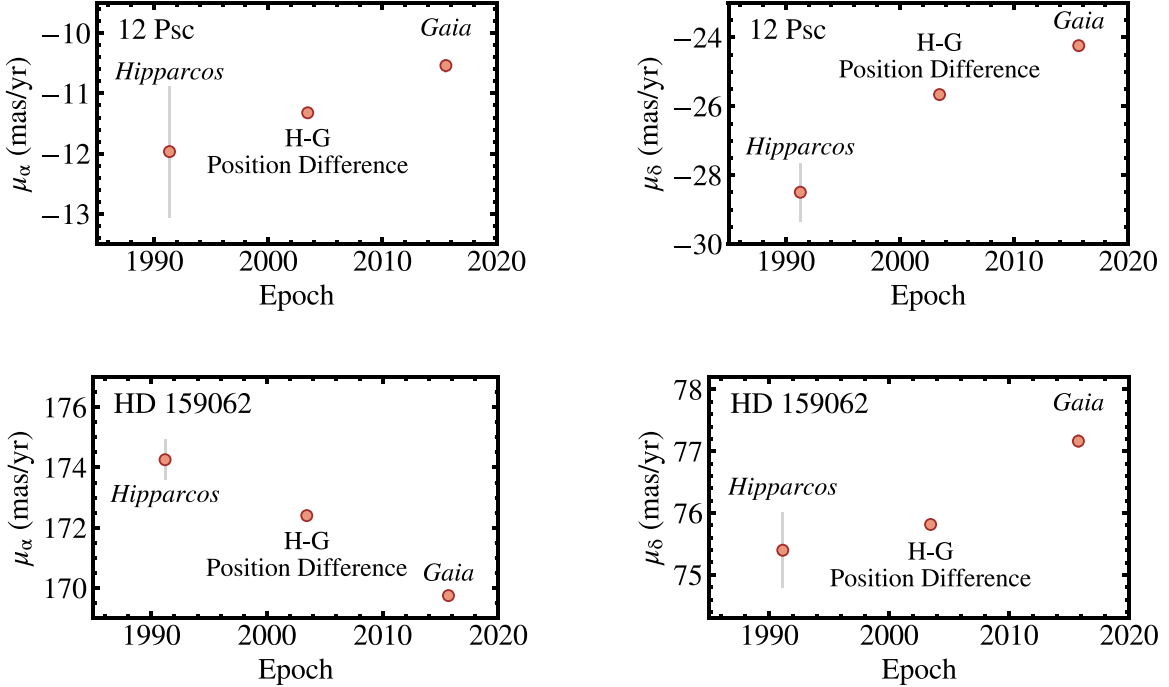 12 Psc
Gaia
Hipparcos
H-G
Position Difference
−10
−11
−12
−13
μα (mas/yr)
1990
2000
2010
2020
Epoch
12 Psc
Gaia
H-G
Position Difference
Hipparcos
−24
−26
−28
−30
μδ (mas/yr)
1990
2000
2010
2020
Epoch
HD 159062
Hipparcos
H-G
Position Difference
Gaia
176
174
172
170
μα (mas/yr)
1990
2000
2010
2020
Epoch
HD 159062
Gaia
Hipparcos
H-G
Position Difference
78
77
76
75
μδ (mas/yr)
1990
2000
2010
2020
Epoch